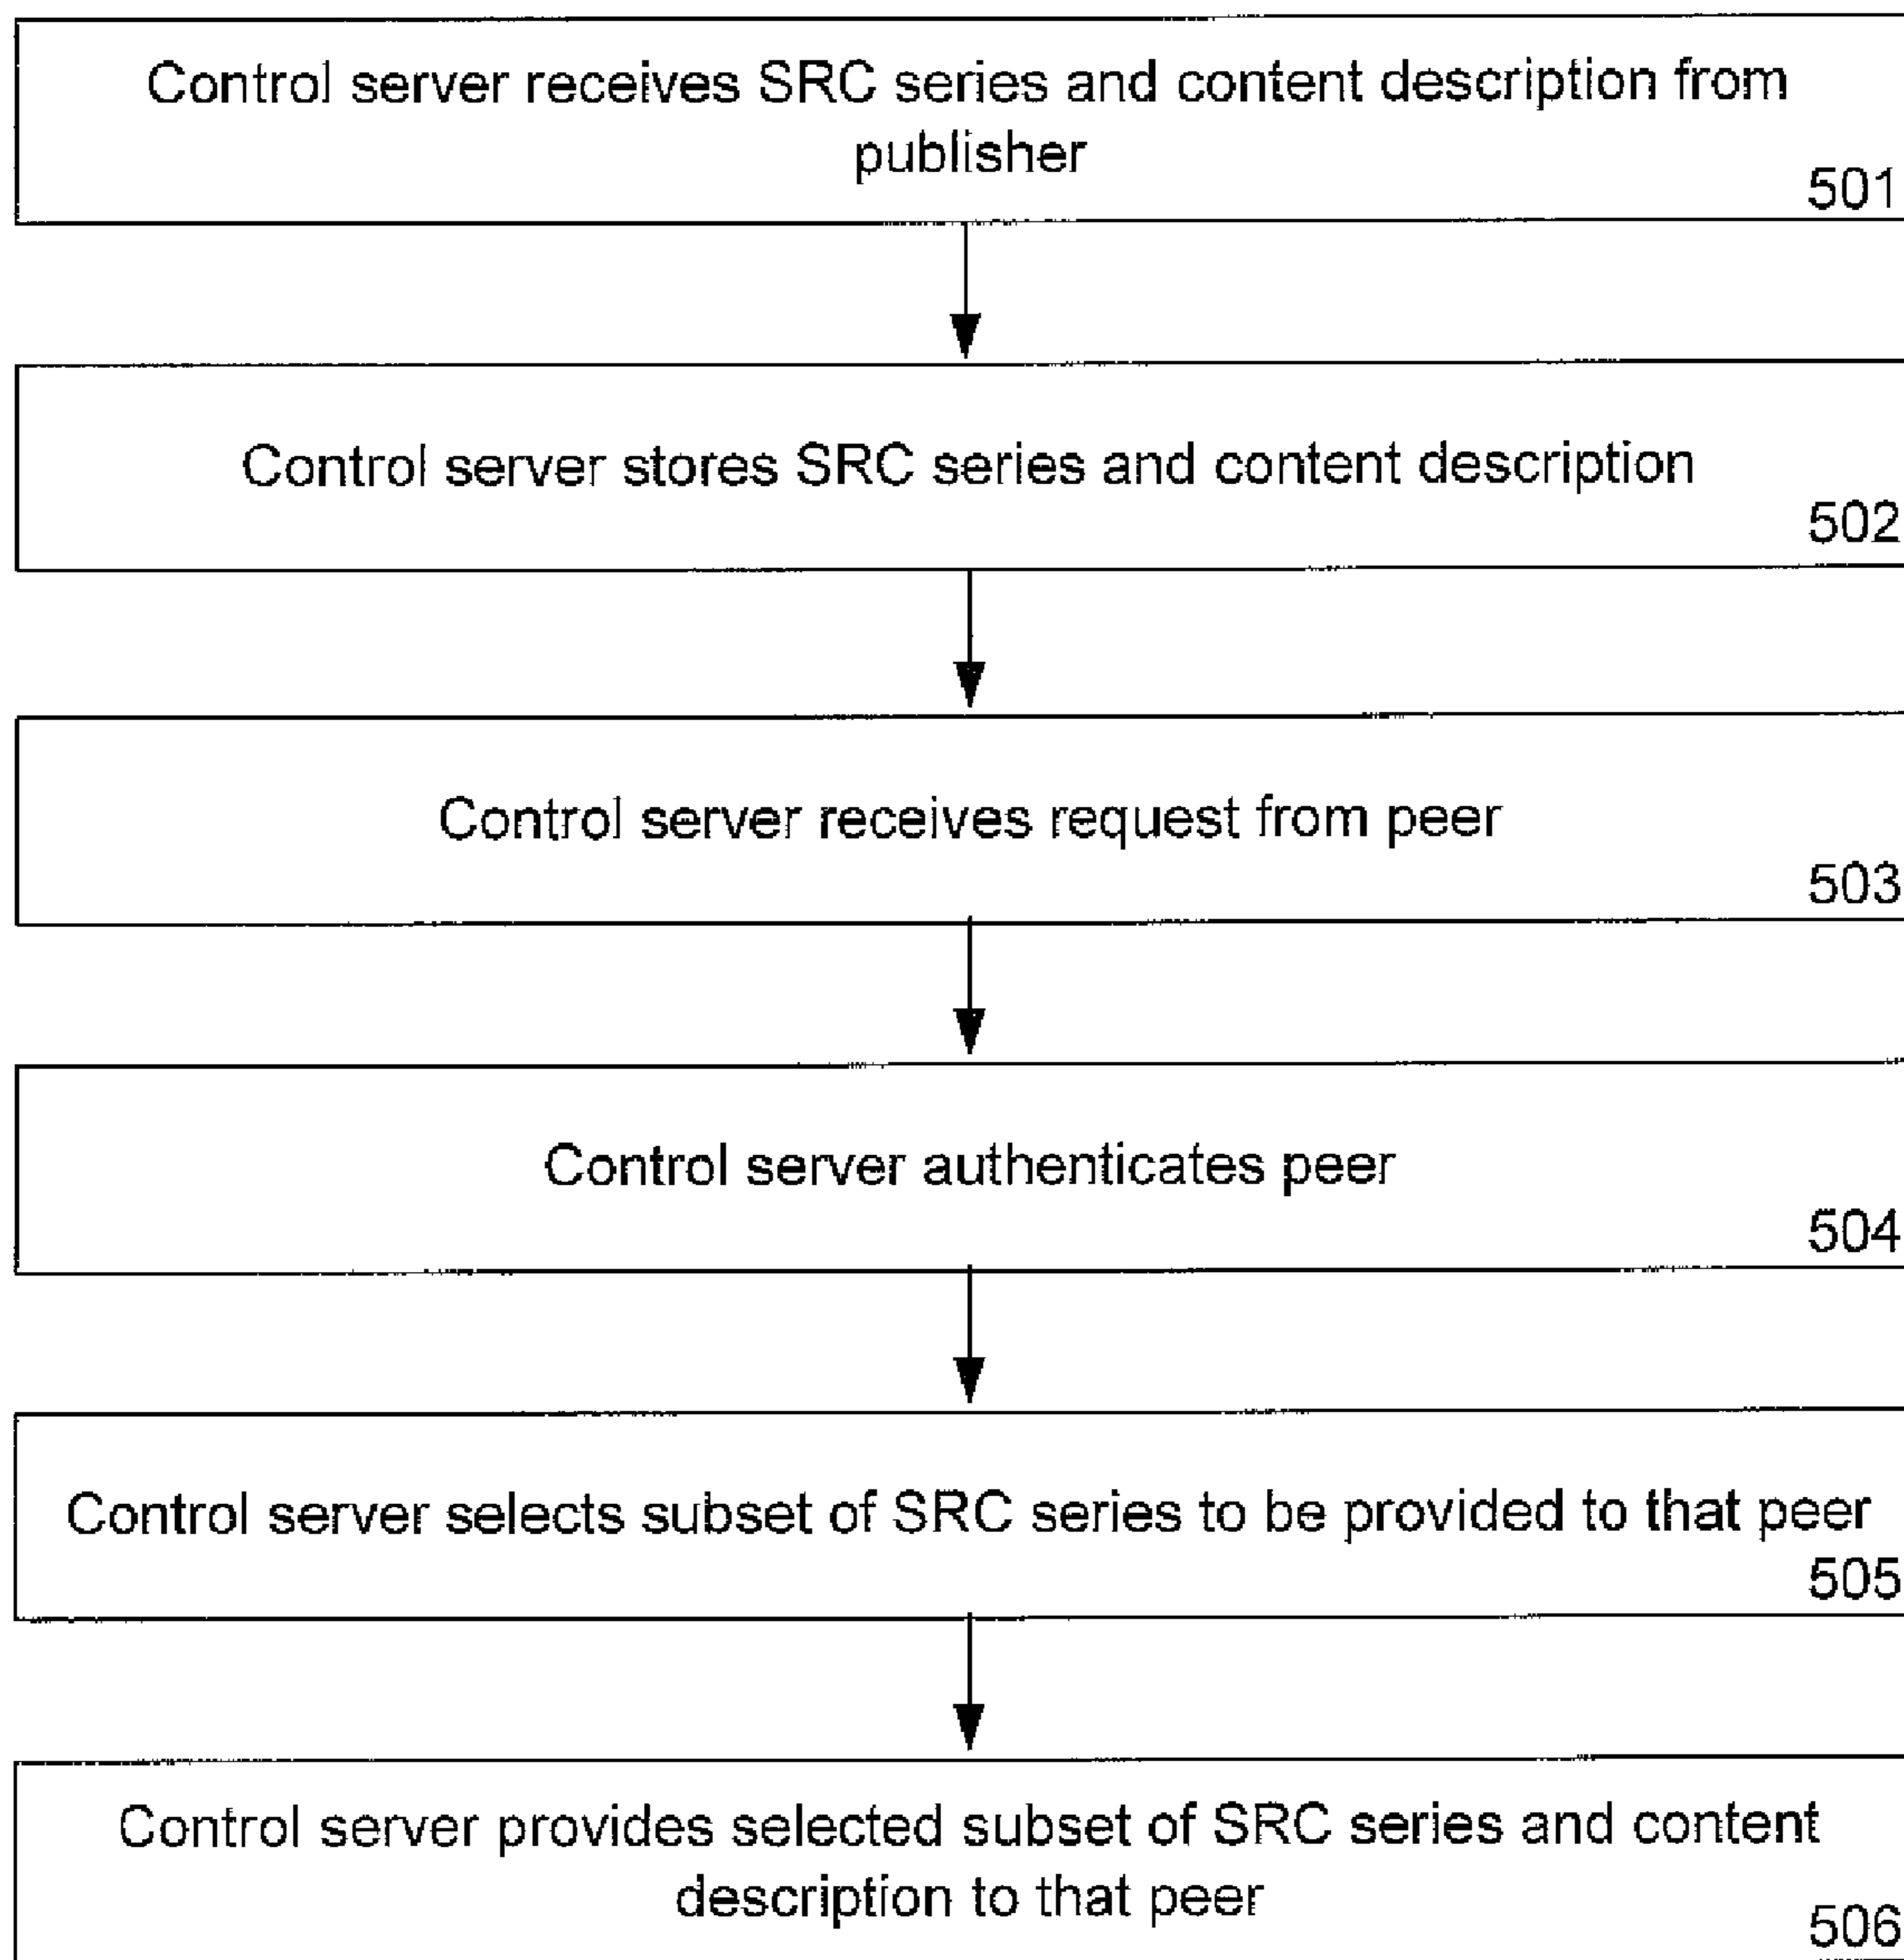 Control server receives SRC series and content description from
publisher
501
Control server stores SRC series and content description
502
Control server receives request from peer
503
Control server authenticates peer
504
Control server selects subset of SRC series to be provided to that peer
505
Control server provides selected subset of SRC series and content
description to that peer
506